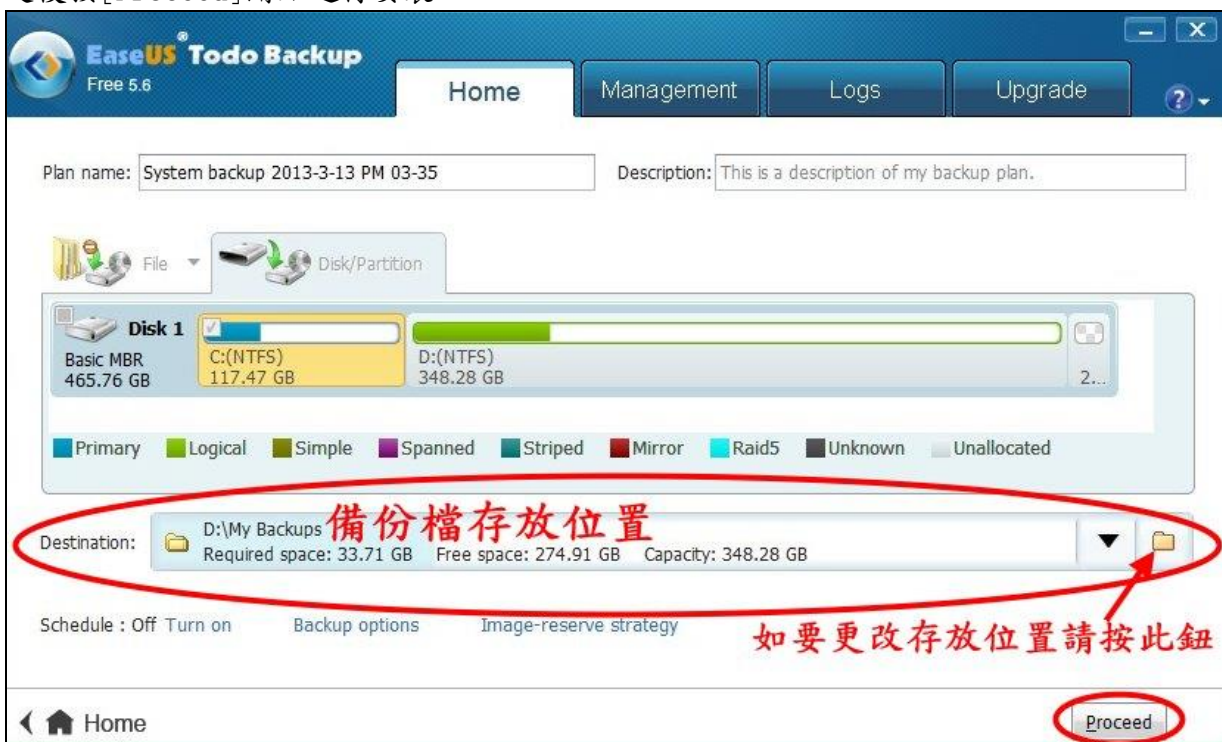 EaseUS® Todo Backup
Free 5.6
Home
Management
Logs
Upgrade
?
Plan name: System backup 2013-3-13 PM 03-35
Description: This is a description of my backup plan.
File
Disk/Partition
Disk 1
Basic MBR
465.76 GB
C:(NTFS)
117.47 GB
D:(NTFS)
348.28 GB
2...
Primary Logical Simple Spanned Striped Mirror Raid5 Unknown Unallocated
Destination:
D:\My Backups
備份檔存放位置
Required space: 33.71 GB Free space: 274.91 GB Capacity: 348.28 GB
Schedule : Off Turn on Backup options Image-reserve strategy
如要更改存放位置請按此鈕
Home
Proceed